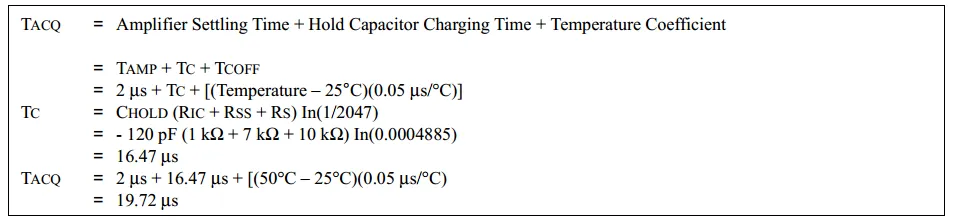 TACQ = Amplifier Settling Time + Hold Capacitor Charging Time + Temperature Coefficient
= TAMP + TC + TCOFF
= 2 μs + TC + [(Temperature – 25°C)(0.05 μs/°C)]
TC = CHOLD (RIC + RSS + RS) In(1/2047)
= - 120 pF (1 kΩ + 7 kΩ + 10 kΩ) In(0.0004885)
= 16.47 μs
TACQ = 2 μs + 16.47 μs + [(50°C – 25°C)(0.05 μs/°C)
= 19.72 μs